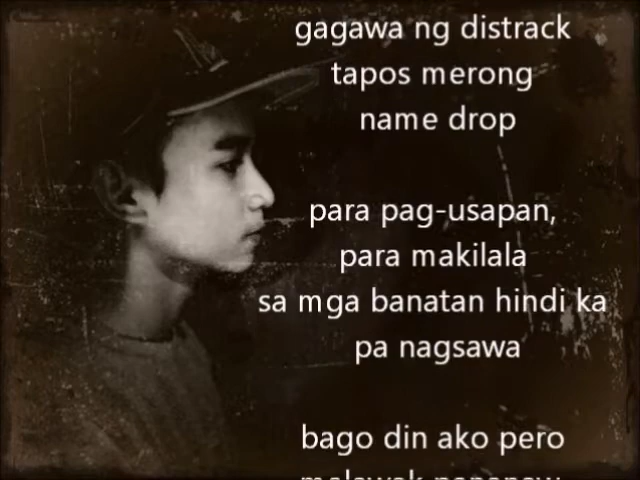 gagawa ng distrack
tapos merong
name drop
para pag-usapan,
para makilala
sa mga banatan hindi ka
pa nagsawa
bago din ako pero